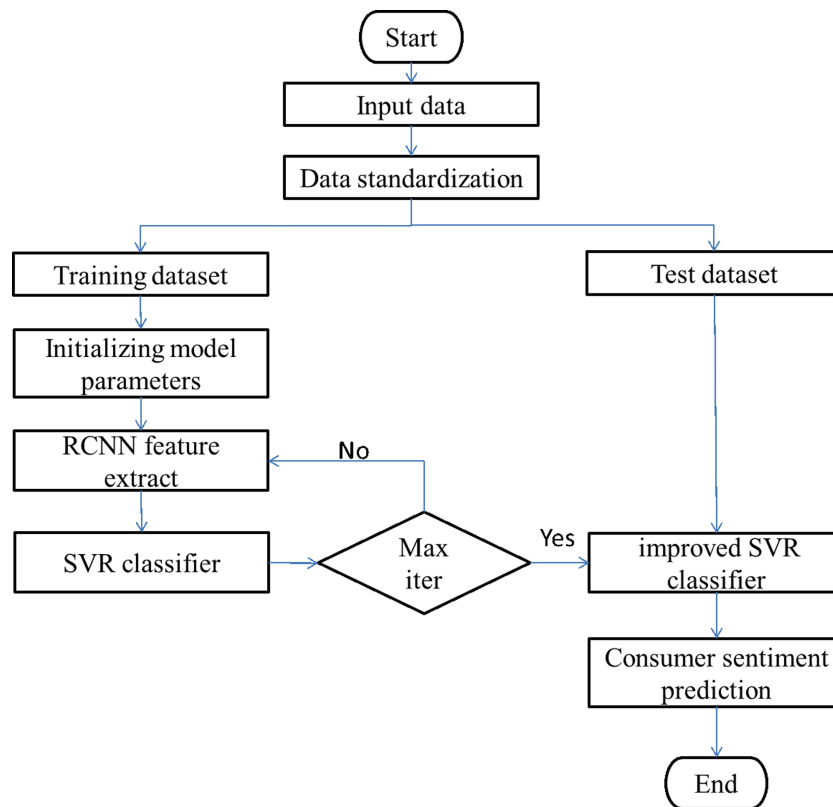 Start
Input data
Data standardization
Training dataset
Test dataset
Initializing model
parameters
RCNN feature
extract
No
SVR classifier
Max
iter
Yes
improved SVR
classifier
Consumer sentiment
prediction
End